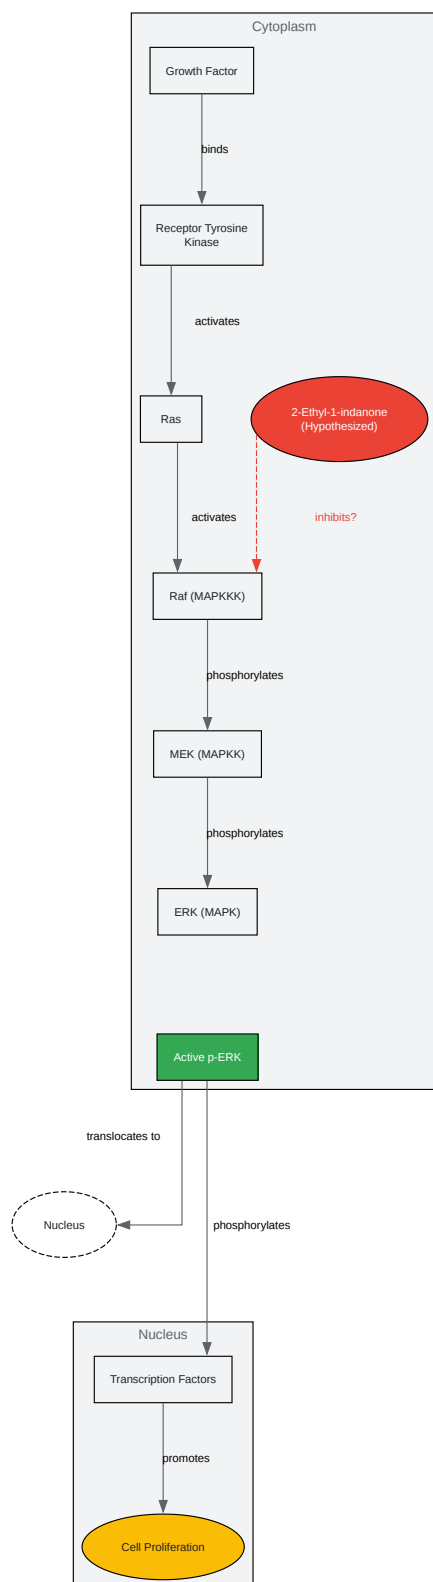 Cytoplasm
Growth Factor
binds
Receptor Tyrosine
Kinase
activates
Ras
2-Ethyl-1-indanone
(Hypothesized)
activates
inhibits?
Raf (MAPKKK)
phosphorylates
MEK (MAPKK)
phosphorylates
ERK (MAPK)
Active p-ERK
translocates to
Nucleus
phosphorylates
Nucleus
Transcription Factors
promotes
Cell Proliferation